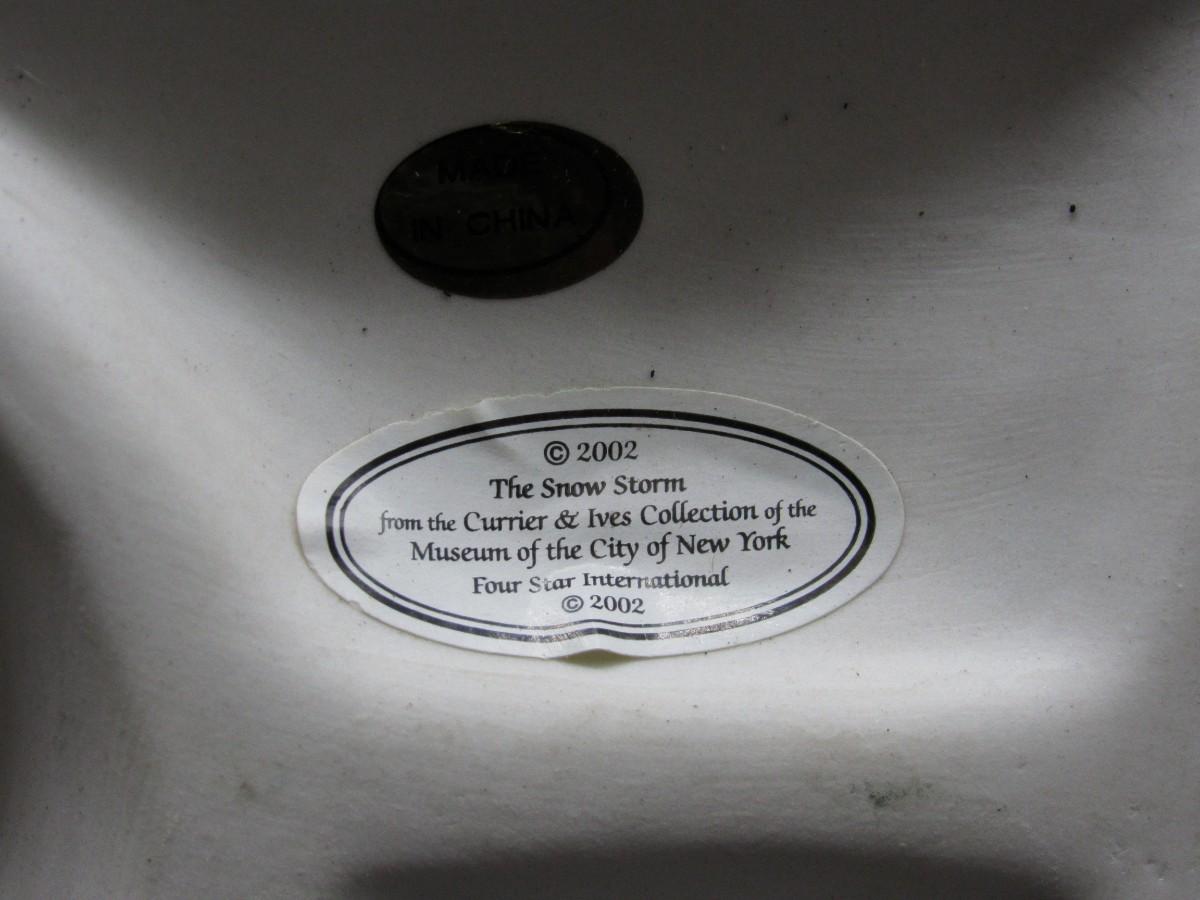 MADE
IN CHINA
© 2002
The Snow Storm
from the Currier & Ives Collection of the
Museum of the City of New York
Four Star International
© 2002